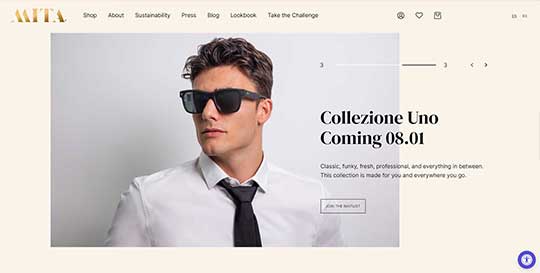 MITA
Shop About Sustainability Press Blog Lookbook Take the Challenge
3 3
Collezione Uno
Coming 08.01
Classic, funky, fresh, professional, and everything in between.
This collection is made for you and everywhere you go.
JOIN THE WAITLIST